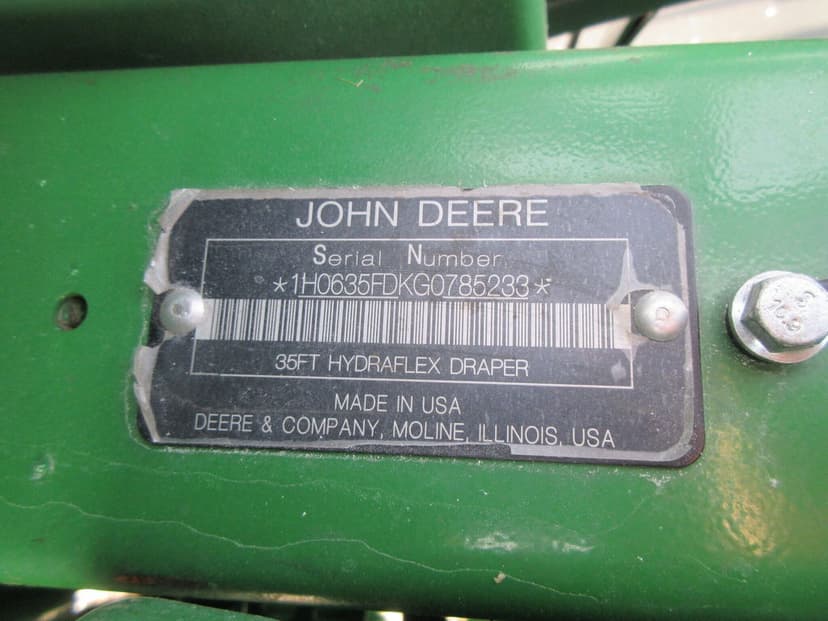 JOHN DEERE
Serial Number
*1H0635FDKG0785233*
35FT HYDRAFLEX DRAPER
MADE IN USA
DEERE & COMPANY, MOLINE, ILLINOIS, USA